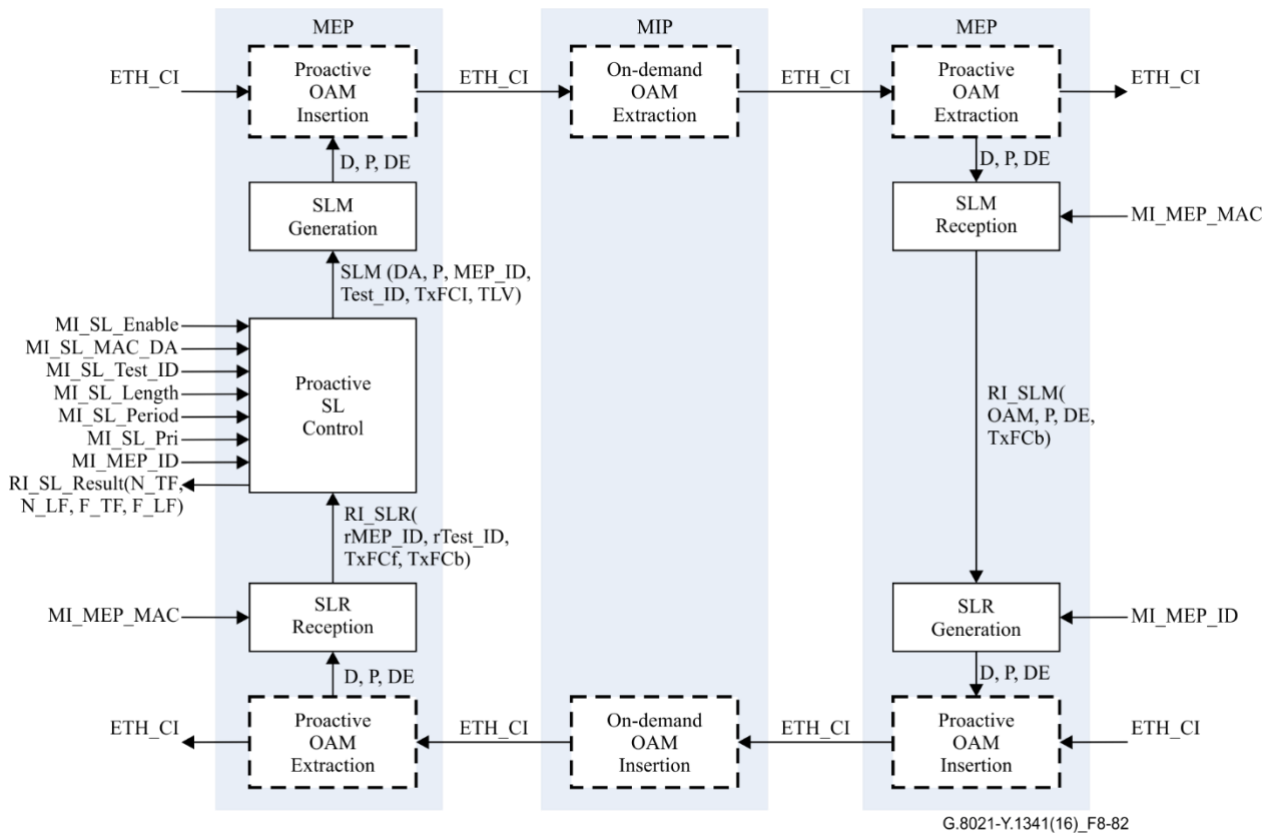 MEP
MIP
MEP
ETH_CI
Proactive
OAM
Insertion
ETH_CI
On-demand
OAM
Extraction
ETH_CI
Proactive
OAM
Extraction
ETH_CI
D, P, DE
D, P, DE
SLM
Generation
SLM
Reception
MI_MEP_MAC
SLM (DA, P, MEP_ID,
Test_ID, TxFCl, TLV)
MI_SL_Enable
MI_SL_MAC_DA
MI_SL_Test_ID
MI_SL_Length
MI_SL_Period
MI_SL_Pri
MI_MEP_ID
RI_SL_Result(N_TF,
N_LF, F_TF, F_LF)
Proactive
SL
Control
RI_SLM(
OAM, P, DE,
TxFCb)
RI_SLR(
rMEP_ID, rTest_ID,
TxFCf, TxFCb)
MI_MEP_MAC
SLR
Reception
SLR
Generation
MI_MEP_ID
D, P, DE
D, P, DE
ETH_CI
Proactive
OAM
Extraction
ETH_CI
On-demand
OAM
Insertion
ETH_CI
Proactive
OAM
Insertion
ETH_CI
G.8021-Y.1341(16)_F8-82